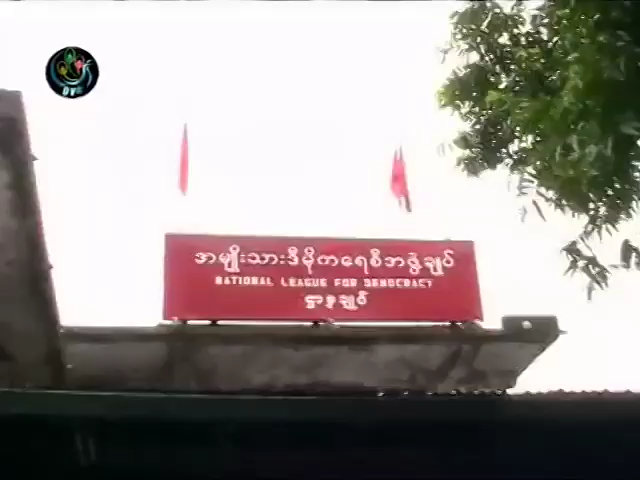 DVB
အမျိုးသားဒီမိုကရေစီအဖွဲ့ချုပ်
NATIONAL LEAGUE FOR DEMOCRACY
ဌာနချုပ်